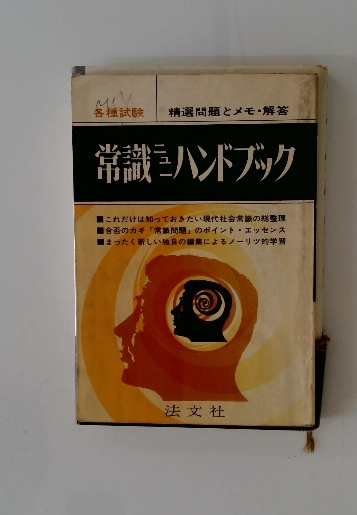 各種試験
精選問題とメモ・解答
常識ニューハンドブック
■これだけは知っておきたい現代社会常識の総整理
■合否のカギ「常識問題」のポイント・エッセンス
■まったく新しい独自の編集によるノーリツ的学習
法文社